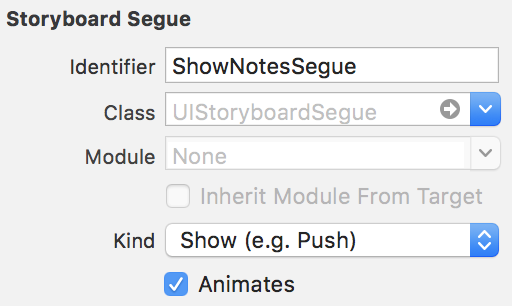 Storyboard Segue
Identifier ShowNotesSegue
Class UIStoryboardSegue
Module None
Inherit Module From Target
Kind Show (e.g. Push)
Animates